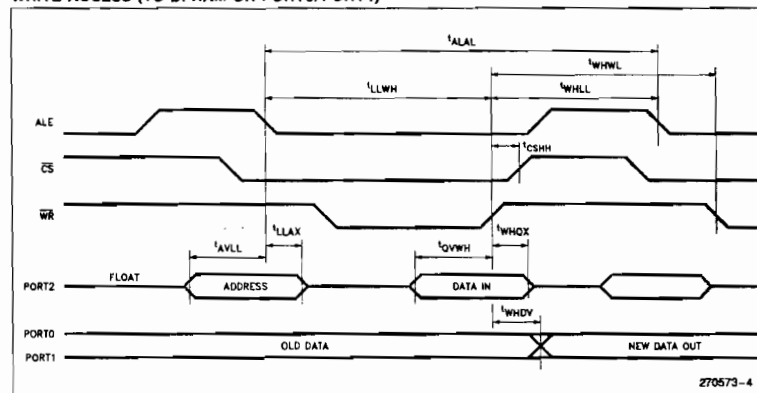 tALAL
tWHWL
tLLWH
tWHLL
ALE
tCSHH
CS
WR
tAVLL
tLLAX
tQVWH
tWHQX
FLOAT
PORT2
ADDRESS
DATA IN
tWHDV
PORT0
OLD DATA
NEW DATA OUT
PORT1
270573-4